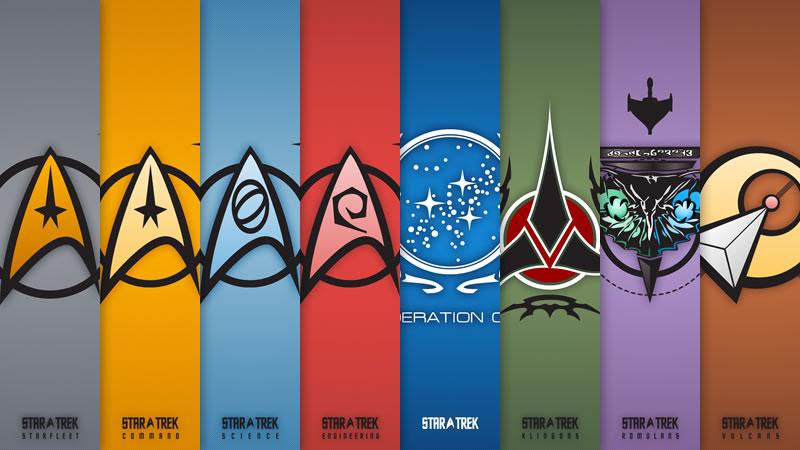 DERATION O
STAR TREK
STARFLEET
STAR TREK
COMMAND
STAR TREK
SCIENCE
STAR TREK
ENGINEERING
STAR TREK
STAR TREK
KLINGONS
STAR TREK
ROMULANS
STAR TREK
VULCANS